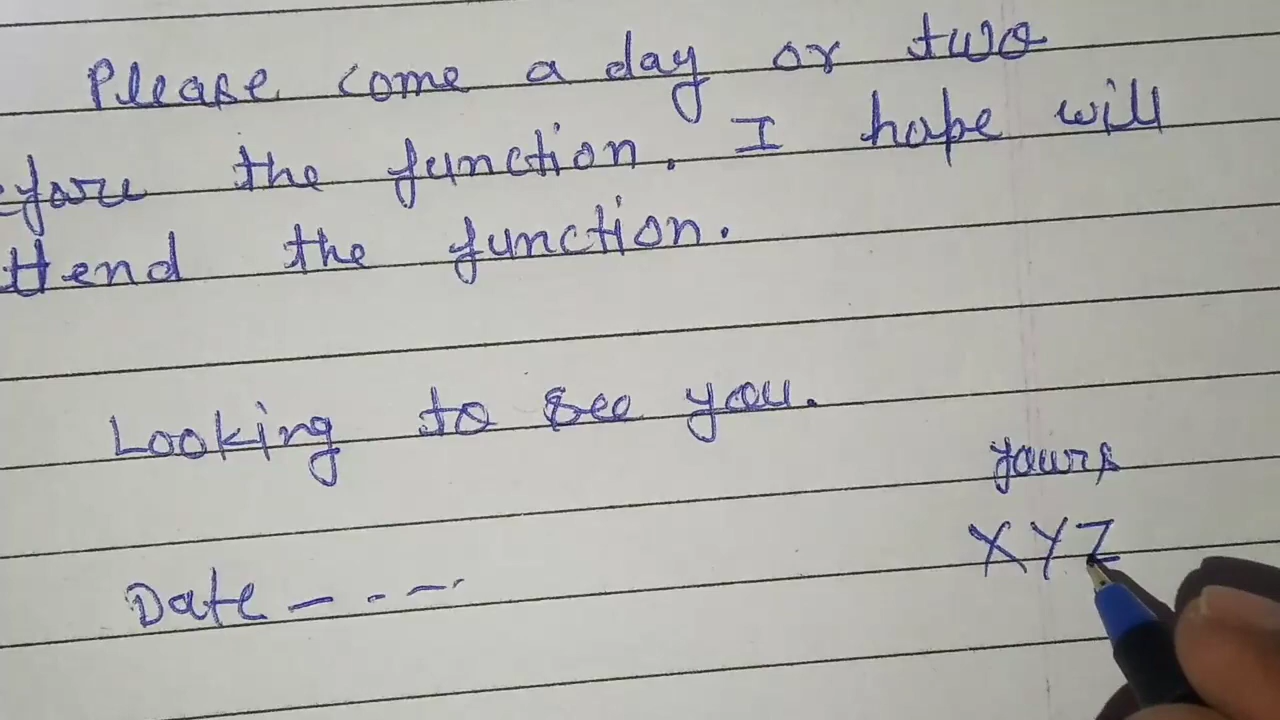 Please come a day or two
efore the function. I hope will
ttend the function.
Looking to see you.
yours
XYZ
Date - . - -